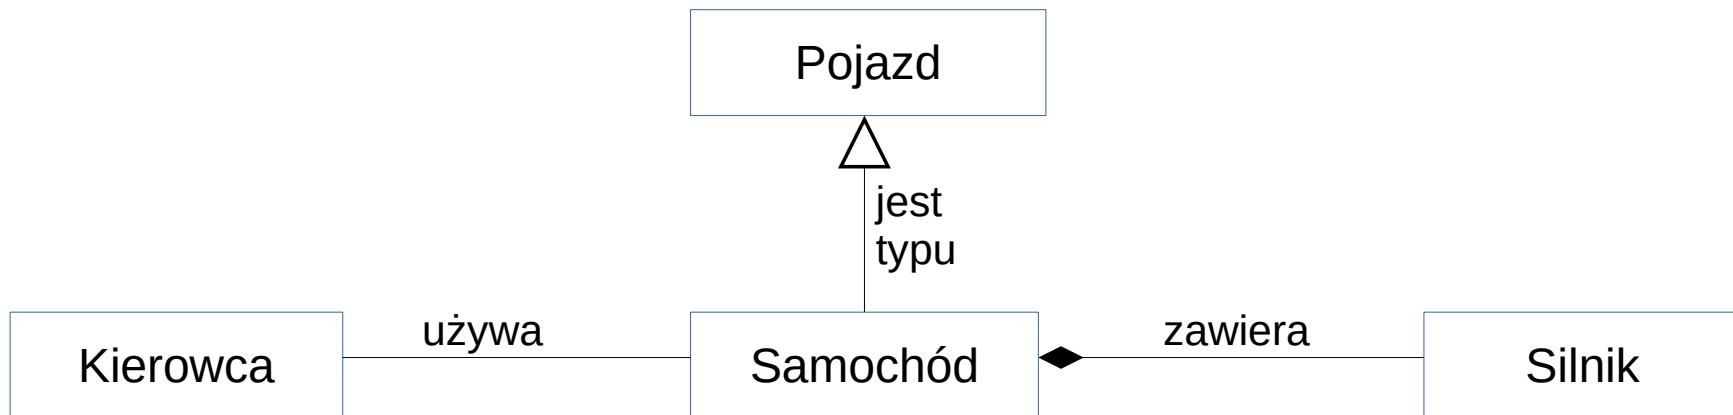 Pojazd
jest
typu
używa
zawiera
Kierowca
Samochód
Silnik